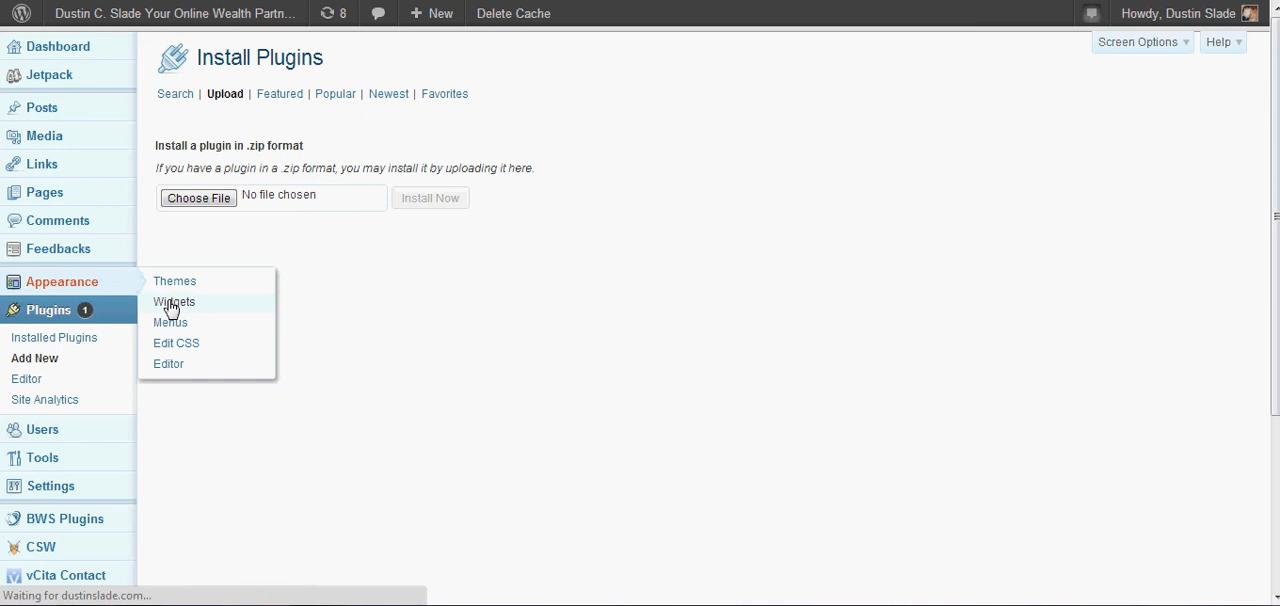 Dustin C. Slade Your Online Wealth Partn... 8 + New Delete Cache Howdy, Dustin Slade
Screen Options Help
Dashboard
Jetpack
Posts
Media
Links
Pages
Comments
Feedbacks
Appearance
Plugins 1
Installed Plugins
Add New
Editor
Site Analytics
Users
Tools
Settings
BWS Plugins
CSW
vCita Contact
Install Plugins
Search | Upload | Featured | Popular | Newest | Favorites
Install a plugin in .zip format
If you have a plugin in a .zip format, you may install it by uploading it here.
Choose File No file chosen Install Now
Themes
Widgets
Menus
Edit CSS
Editor
Waiting for dustinslade.com...